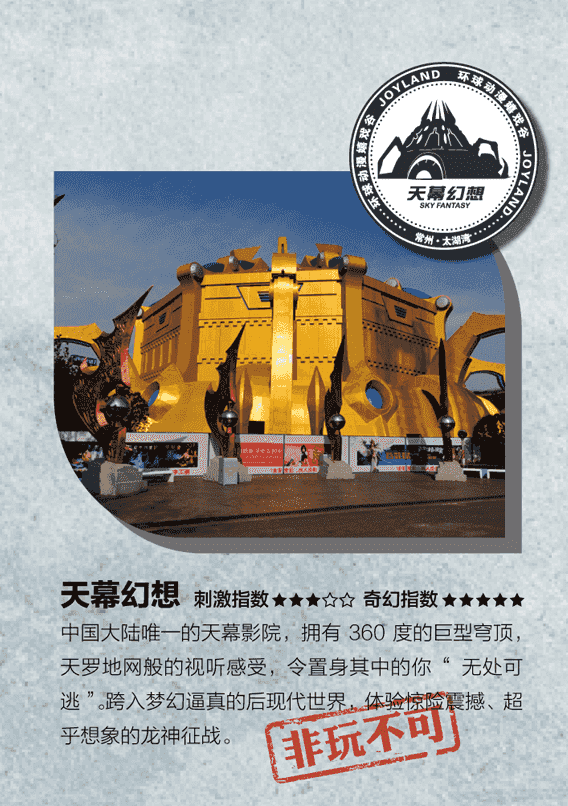 环球动漫嬉戏谷 JOYLAND 环球动漫嬉戏谷 JOYLAND
天幕幻想
SKY FANTASY
常州·太湖湾
天幕幻想 刺激指数★★★☆☆ 奇幻指数★★★★★
中国大陆唯一的天幕影院，拥有 360 度的巨型穹顶，
天罗地网般的视听感受，令置身其中的你“ 无处可
逃 ”。跨入梦幻逼真的后现代世界，体验惊险震撼、超
乎想象的龙神征战。
非玩不可